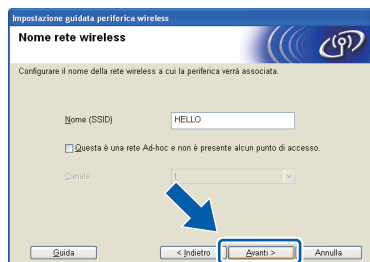 Impostazione guidata periferica wireless
Nome rete wireless
Configurare il nome della rete wireless a cui la periferica verrà associata.
Nome (SSID) HELLO
Questa è una rete Ad-hoc e non è presente alcun punto di accesso.
Canale 1
Guida < Indietro Avanti > Annulla